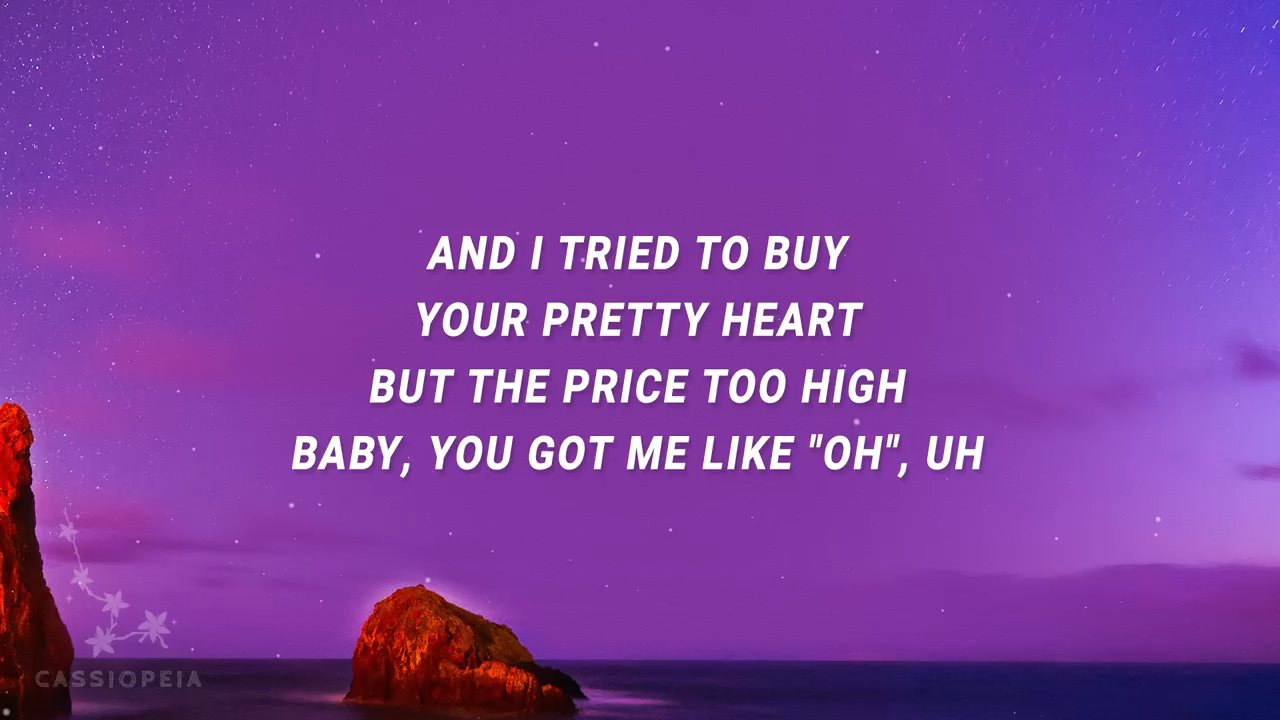 AND I TRIED TO BUY
YOUR PRETTY HEART
BUT THE PRICE TOO HIGH
BABY, YOU GOT ME LIKE "OH", UH
CASSIOPEIA